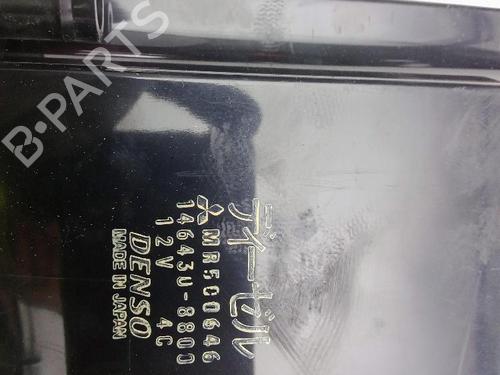 ディーゼル
MR500646
14643U-8800
12V 4C
DENSO
MADE IN JAPAN
B-PARTS